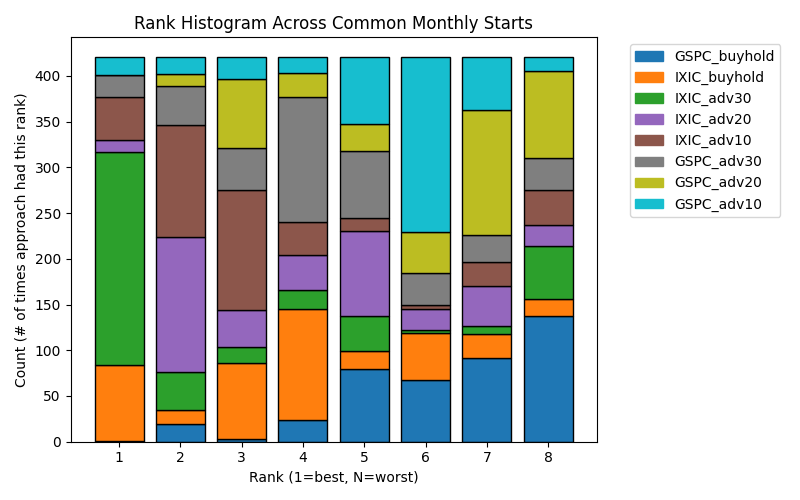 Rank Histogram Across Common Monthly Starts
Count (# of times approach had this rank)
400
350
300
250
200
150
100
50
0
1 2 3 4 5 6 7 8
Rank (1=best, N=worst)
GSPC_buyhold
IXIC_buyhold
IXIC_adv30
IXIC_adv20
IXIC_adv10
GSPC_adv30
GSPC_adv20
GSPC_adv10